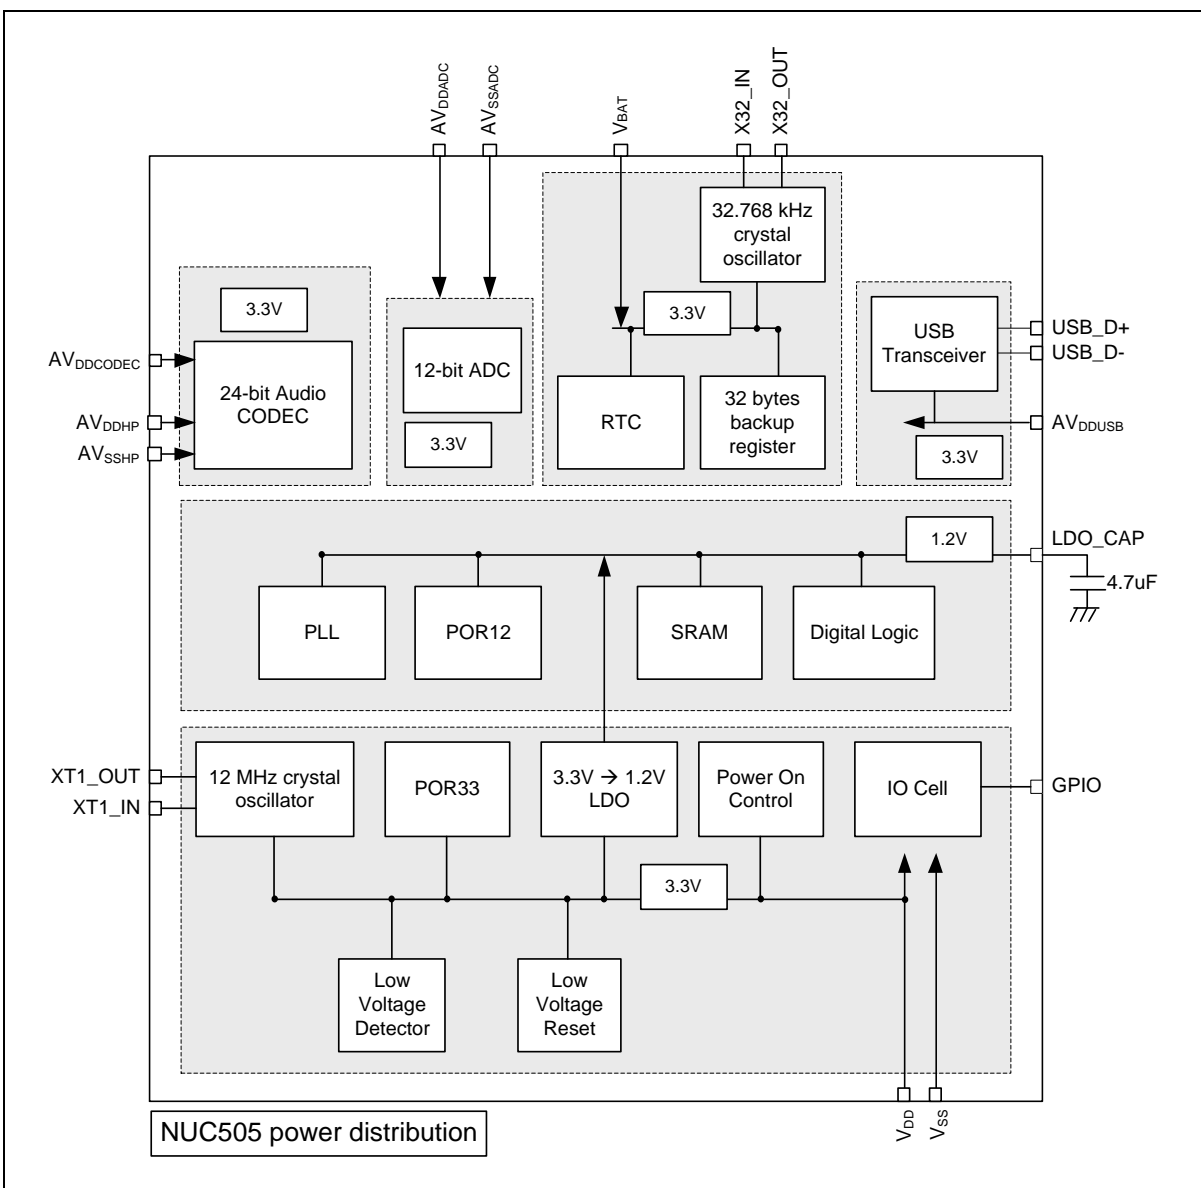 AVDDADC
AVSSADC
VBAT
X32_IN
X32_OUT
32.768 kHz
crystal
oscillator
3.3V
3.3V
USB
Transceiver
USB_D+
USB_D-
AVDDCODEC
24-bit Audio
CODEC
12-bit ADC
RTC
32 bytes
backup
register
AVDDHP
AVSSHP
3.3V
AVDDUSB
3.3V
1.2V
LDO_CAP
4.7uF
PLL
POR12
SRAM
Digital Logic
XT1_OUT
XT1_IN
12 MHz crystal
oscillator
POR33
3.3V → 1.2V
LDO
Power On
Control
IO Cell
GPIO
3.3V
Low
Voltage
Detector
Low
Voltage
Reset
VDD
VSS
NUC505 power distribution